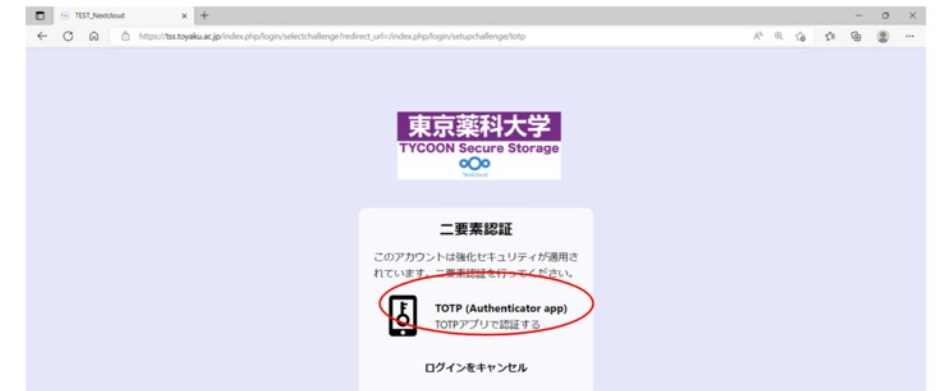 TEST_Nextcloud
https://tss.toyaku.ac.jp/index.php/login/selectchallenge?redirect_url=/index.php/login/setupchallenge/totp
東京薬科大学
TYCOON Secure Storage
Nextcloud
二要素認証
このアカウントは強化セキュリティが適用さ
れています。二要素認証を行ってください。
TOTP (Authenticator app)
TOTPアプリで認証する
ログインをキャンセル